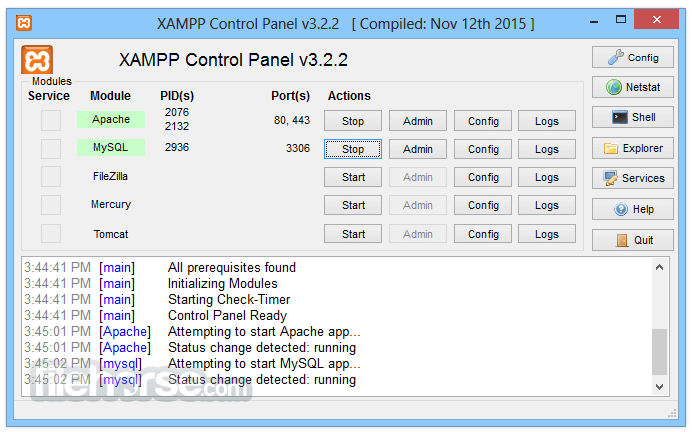 XAMPP Control Panel v3.2.2 [ Compiled: Nov 12th 2015 ]
XAMPP Control Panel v3.2.2
Config
Modules
Service Module PID(s) Port(s) Actions
Netstat
Apache 2076 2132 80, 443 Stop Admin Config Logs
Shell
MySQL 2936 3306 Stop Admin Config Logs
Explorer
FileZilla Start Admin Config Logs
Services
Mercury Start Admin Config Logs
Help
Tomcat Start Admin Config Logs
Quit
3:44:41 PM [main] All prerequisites found
3:44:41 PM [main] Initializing Modules
3:44:41 PM [main] Starting Check-Timer
3:44:41 PM [main] Control Panel Ready
3:45:01 PM [Apache] Attempting to start Apache app...
3:45:01 PM [Apache] Status change detected: running
3:45:02 PM [mysql] Attempting to start MySQL app...
3:45:02 PM [mysql] Status change detected: running
filehorse.com